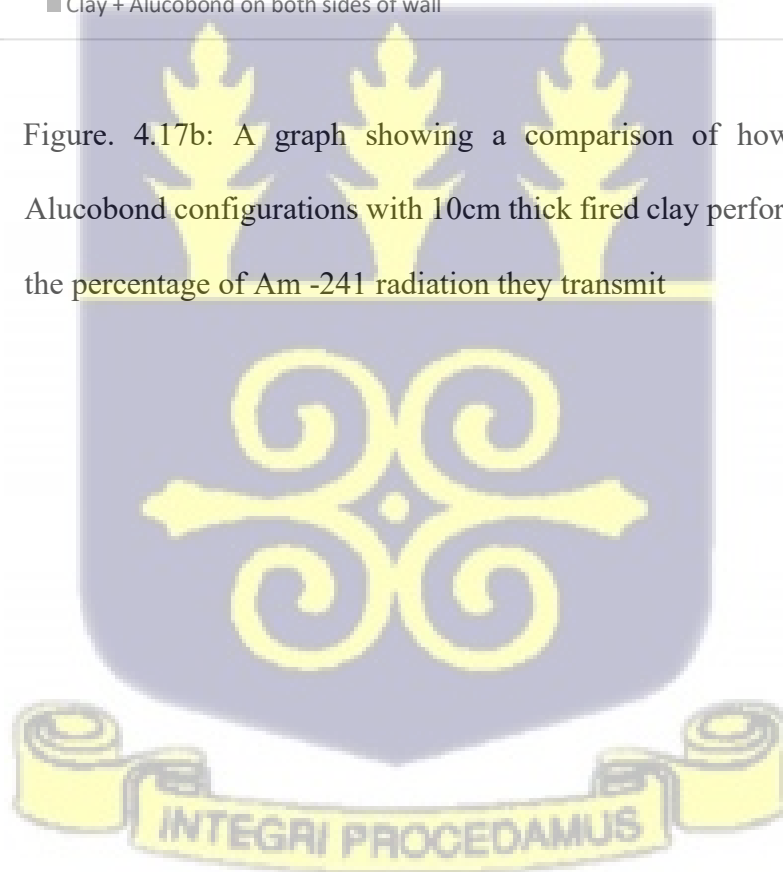 Clay + Alucobond on both sides of wall
Figure. 4.17b: A graph showing a comparison of how
Alucobond configurations with 10cm thick fired clay perfor
the percentage of Am -241 radiation they transmit
INTEGRI PROCEDAMUS